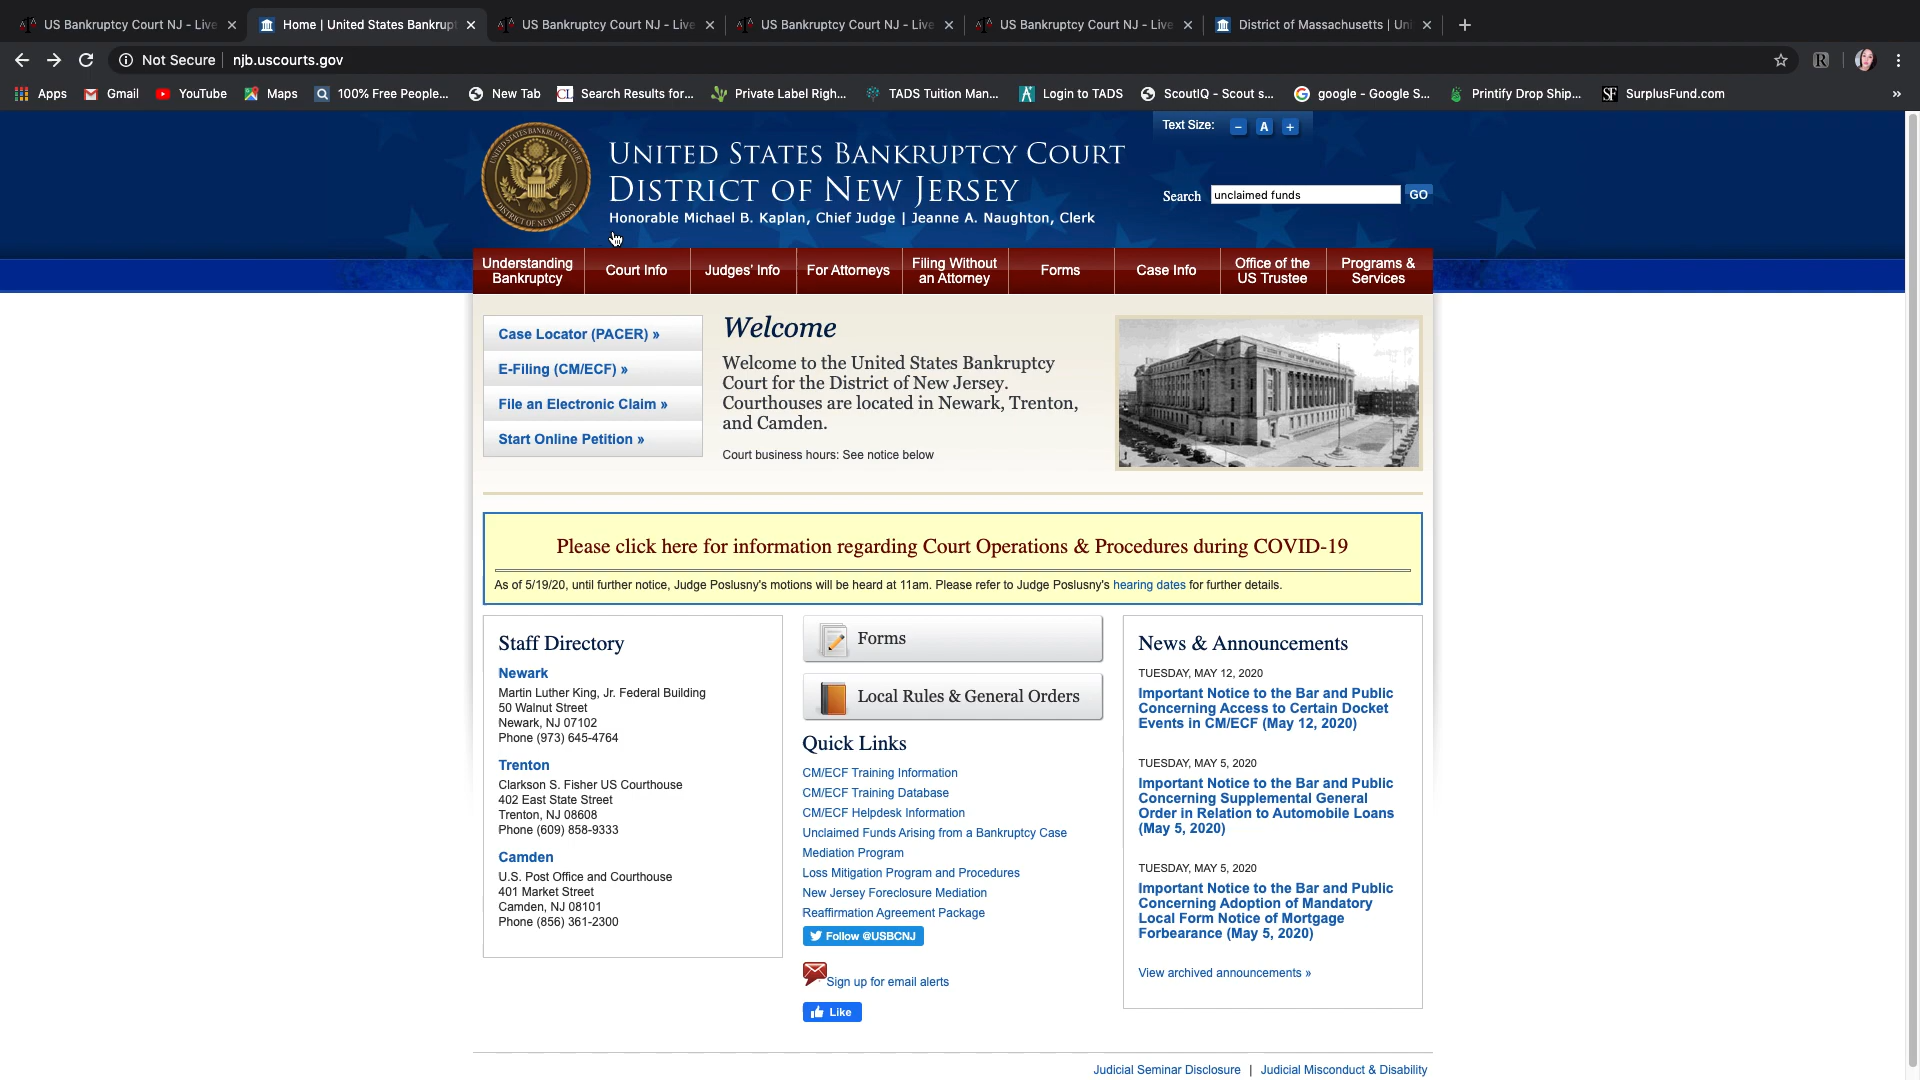 US Bankruptcy Court NJ - Live
Home | United States Bankrupt
US Bankruptcy Court NJ - Live
US Bankruptcy Court NJ - Live
US Bankruptcy Court NJ - Live
District of Massachusetts | Uni
Not Secure
njb.uscourts.gov
R
Apps
Gmail
YouTube
Maps
100% Free People...
New Tab
CL Search Results for...
Private Label Righ...
TADS Tuition Man...
Login to TADS
ScoutIQ - Scout s...
google - Google S...
Printify Drop Ship...
SF SurplusFund.com
»
Text Size: - A +
UNITED STATES BANKRUPTCY COURT
DISTRICT OF NEW JERSEY
Honorable Michael B. Kaplan, Chief Judge | Jeanne A. Naughton, Clerk
Search unclaimed funds GO
Understanding
Bankruptcy
Court Info
Judges' Info
For Attorneys
Filing Without
an Attorney
Forms
Case Info
Office of the
US Trustee
Programs &
Services
Case Locator (PACER) »
E-Filing (CM/ECF) »
File an Electronic Claim »
Start Online Petition »
Welcome
Welcome to the United States Bankruptcy
Court for the District of New Jersey.
Courthouses are located in Newark, Trenton,
and Camden.
Court business hours: See notice below
Please click here for information regarding Court Operations & Procedures during COVID-19
As of 5/19/20, until further notice, Judge Poslusny's motions will be heard at 11am. Please refer to Judge Poslusny's hearing dates for further details.
Staff Directory
Newark
Martin Luther King, Jr. Federal Building
50 Walnut Street
Newark, NJ 07102
Phone (973) 645-4764
Trenton
Clarkson S. Fisher US Courthouse
402 East State Street
Trenton, NJ 08608
Phone (609) 858-9333
Camden
U.S. Post Office and Courthouse
401 Market Street
Camden, NJ 08101
Phone (856) 361-2300
Forms
Local Rules & General Orders
Quick Links
CM/ECF Training Information
CM/ECF Training Database
CM/ECF Helpdesk Information
Unclaimed Funds Arising from a Bankruptcy Case
Mediation Program
Loss Mitigation Program and Procedures
New Jersey Foreclosure Mediation
Reaffirmation Agreement Package
Follow @USBCNJ
Sign up for email alerts
Like
News & Announcements
TUESDAY, MAY 12, 2020
Important Notice to the Bar and Public
Concerning Access to Certain Docket
Events in CM/ECF (May 12, 2020)
TUESDAY, MAY 5, 2020
Important Notice to the Bar and Public
Concerning Supplemental General
Order in Relation to Automobile Loans
(May 5, 2020)
TUESDAY, MAY 5, 2020
Important Notice to the Bar and Public
Concerning Adoption of Mandatory
Local Form Notice of Mortgage
Forbearance (May 5, 2020)
View archived announcements »
Judicial Seminar Disclosure | Judicial Misconduct & Disability